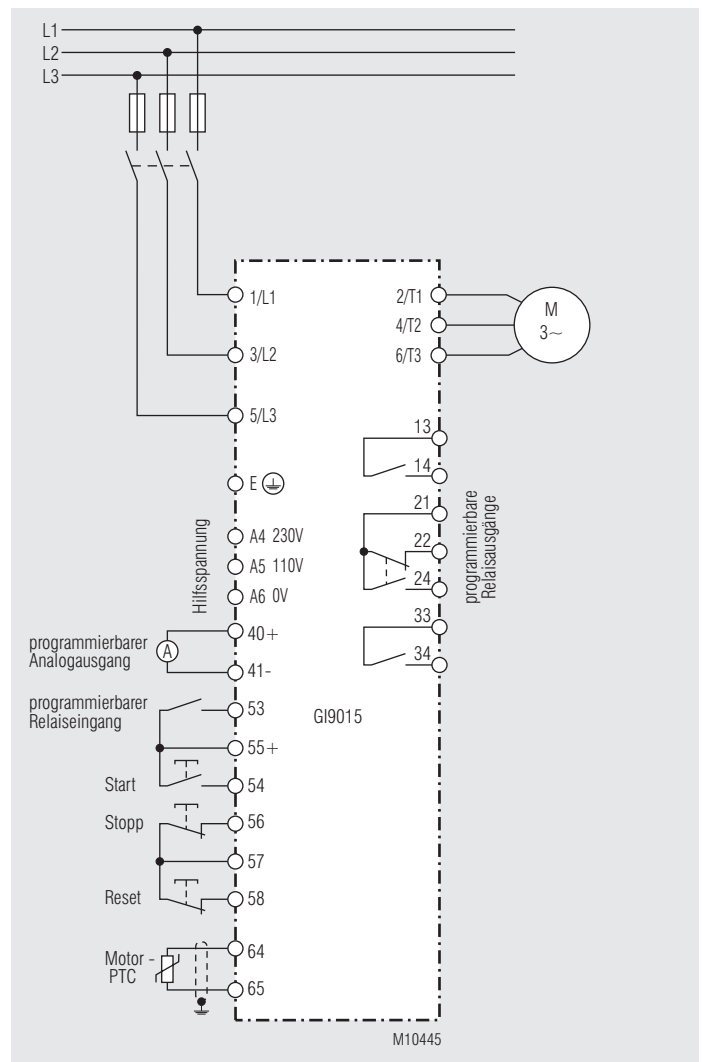 L1
L2
L3
1/L1
3/L2
5/L3
E
Hilfsspannung
A4 230V
A5 110V
A6 0V
programmierbarer
Analogausgang
A
40+
41-
programmierbarer
Relaiseingang
53
55+
Start
54
Stopp
56
57
Reset
58
Motor -
PTC
64
65
GI9015
2/T1
4/T2
6/T3
M
3~
13
14
21
22
24
33
34
programmierbare
Relaisausgänge
M10445